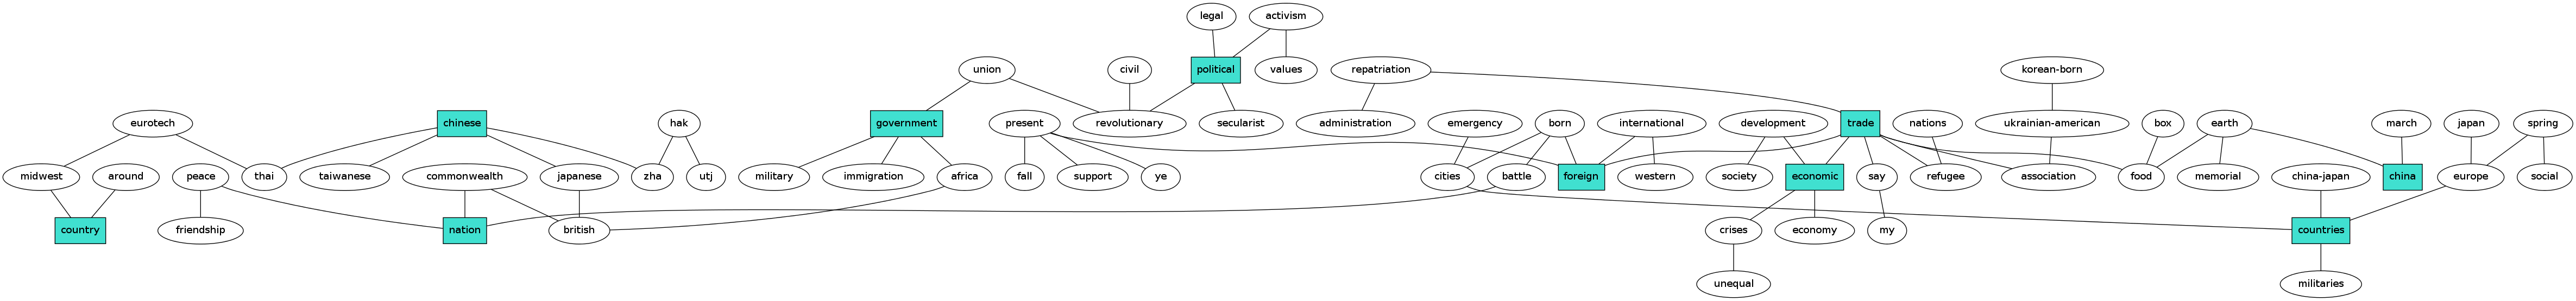 legal
activism
union
civil
political
values
repatriation
korean-born
eurotech
chinese
hak
government
present
revolutionary
secularist
administration
emergency
born
international
development
trade
nations
ukrainian-american
box
earth
march
japan
spring
midwest
around
peace
thai
taiwanese
commonwealth
japanese
zha
utj
military
immigration
africa
fall
support
ye
cities
battle
foreign
western
society
economic
say
refugee
association
food
memorial
china-japan
china
europe
social
country
friendship
nation
british
crises
economy
my
countries
unequal
militaries